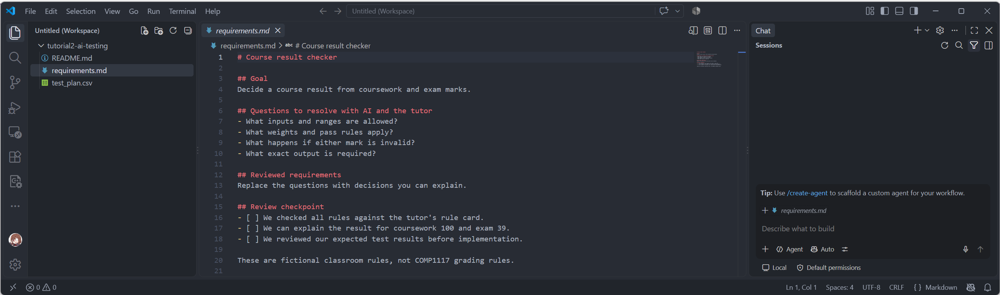 File Edit Selection View Go Run Terminal Help
Untitled (Workspace)
Untitled (Workspace)
tutorial2-ai-testing
README.md
requirements.md
test_plan.csv
requirements.md
requirements.md > abc # Course result checker
1 # Course result checker
2
3 ## Goal
4 Decide a course result from coursework and exam marks.
5
6 ## Questions to resolve with AI and the tutor
7 - What inputs and ranges are allowed?
8 - What weights and pass rules apply?
9 - What happens if either mark is invalid?
10 - What exact output is required?
11
12 ## Reviewed requirements
13 Replace the questions with decisions you can explain.
14
15 ## Review checkpoint
16 - [ ] We checked all rules against the tutor's rule card.
17 - [ ] We can explain the result for coursework 100 and exam 39.
18 - [ ] We reviewed our expected test results before implementation.
19
20 These are fictional classroom rules, not COMP1117 grading rules.
21
Chat
Sessions
Tip: Use /create-agent to scaffold a custom agent for your workflow.
requirements.md
Describe what to build
Agent Auto
Local Default permissions
0 0
Ln 1, Col 1 Spaces: 4 UTF-8 CRLF { } Markdown